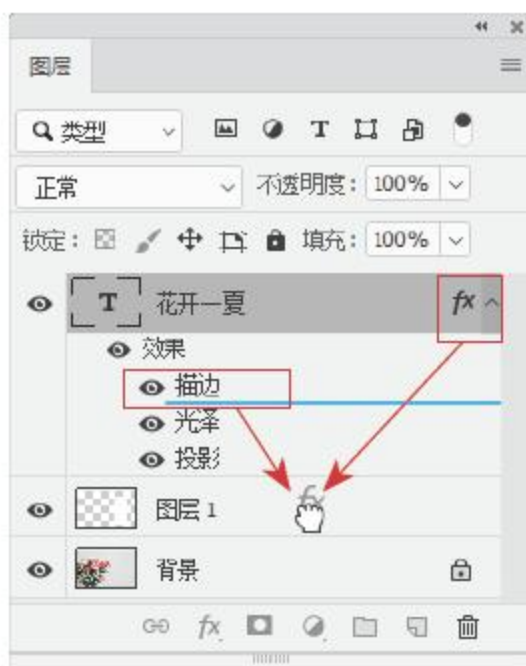 图层
类型
T
正常 不透明度: 100%
锁定: 填充: 100%
T 花开一夏 fx
效果
描边
光泽
投影
图层 1
fx
背景
fx